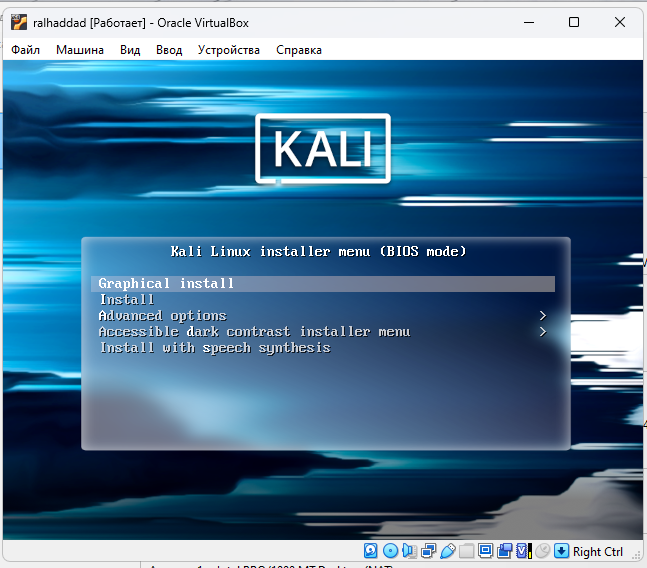 ralhaddad [Работает] - Oracle VirtualBox
Файл Машина Вид Ввод Устройства Справка
KALI
Kali Linux installer menu (BIOS mode)
Graphical install
Install
Advanced options >
Accessible dark contrast installer menu >
Install with speech synthesis
Right Ctrl